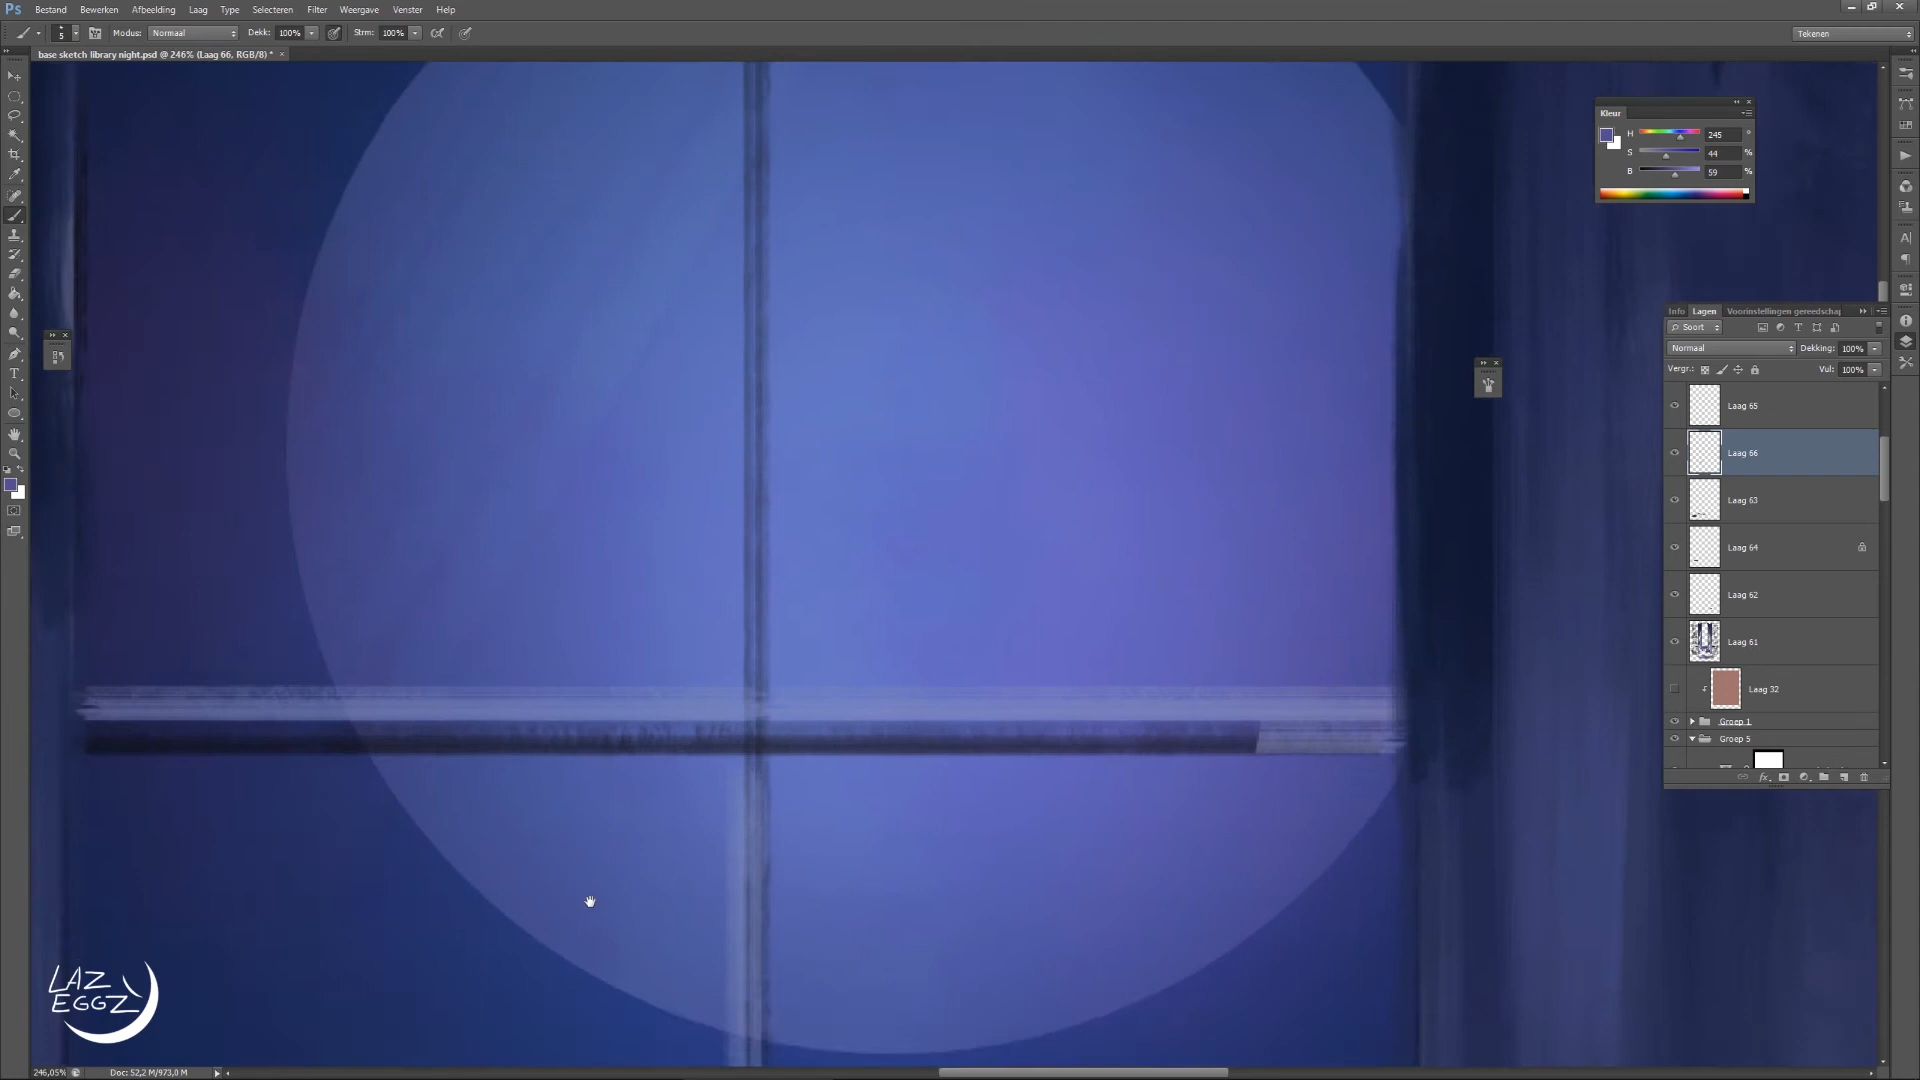 Ps Bestand Bewerken Afbeelding Laag Type Selecteren Filter Weergave Venster Help
5 Modus: Normaal Dekk: 100% Strm: 100% Tekenen
base sketch library night.psd @ 246% (Laag 66, RGB/8) * ×
Kleur
H 245 °
S 44 %
B 59 %
Info Lagen Voorinstellingen gereedschap
Soort
Normaal Dekking: 100%
Vergr.: Vul: 100%
Laag 65
Laag 66
Laag 63
Laag 64
Laag 62
Laag 61
Laag 32
Groep 1
Groep 5
LAZ
EGGZ
246,05% Doc: 52,2 M/973,0 M